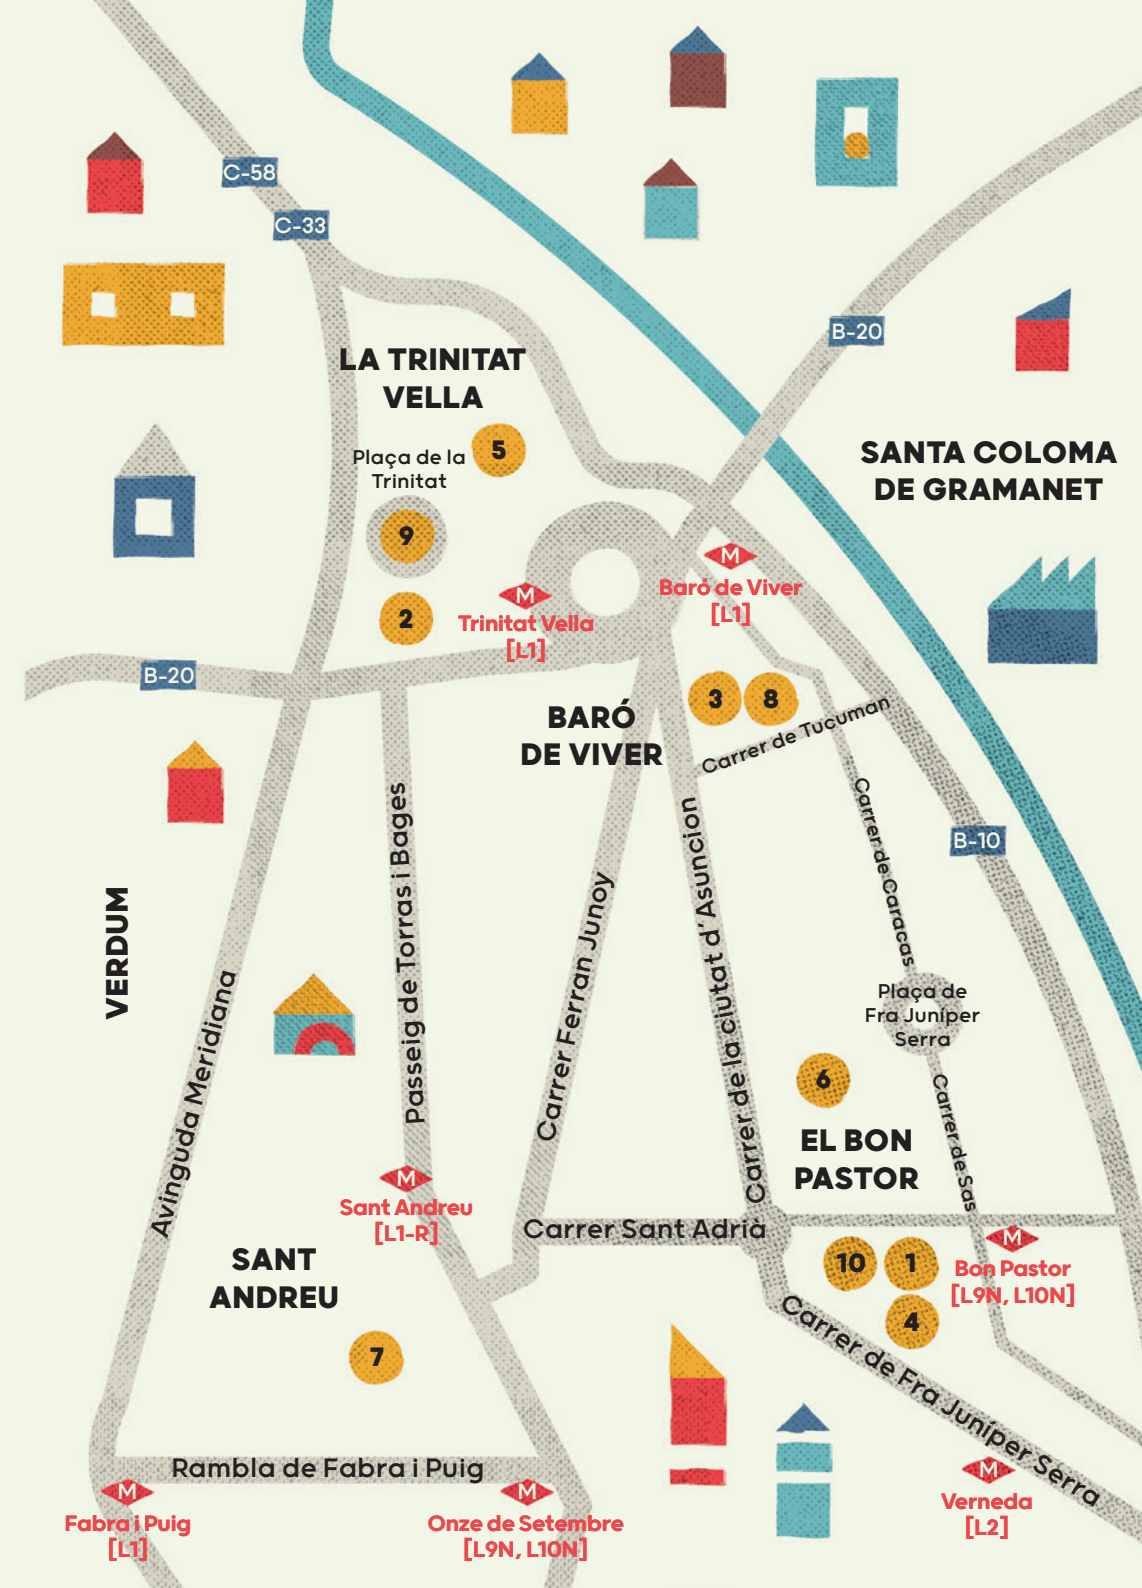 C-58
C-33
B-20
LA TRINITAT
VELLA
5
SANTA COLOMA
DE GRAMANET
Plaça de la
Trinitat
9
M
Baró de Viver
[L1]
2
M
Trinitat Vella
[L1]
B-20
3
8
BARÓ
DE VIVER
Carrer de Tucuman
Passeig de Torras i Bages
Carrer Ferran Junoy
Carrer de la ciutat d'Asuncion
Carrer de Caracas
B-10
VERDUM
Avinguda Meridiana
Plaça de
Fra Juníper
Serra
6
Carrer de Sas
EL BON
PASTOR
M
Sant Andreu
[L1-R]
Carrer Sant Adrià
SANT
ANDREU
10
1
M
Bon Pastor
[L9N, L10N]
4
7
Carrer de Fra Juníper Serra
Rambla de Fabra i Puig
M
Fabra i Puig
[L1]
M
Onze de Setembre
[L9N, L10N]
M
Verneda
[L2]